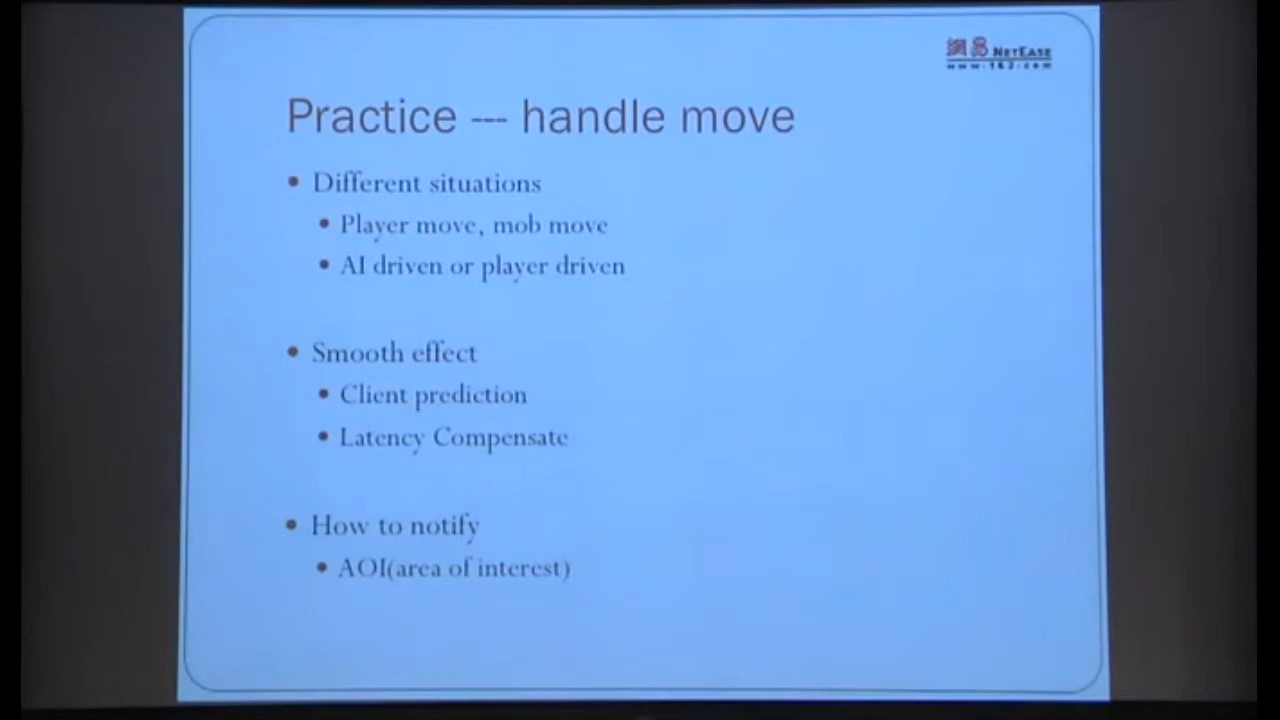 網易 NETEASE
www.163.com
Practice --- handle move
• Different situations
• Player move, mob move
• AI driven or player driven
• Smooth effect
• Client prediction
• Latency Compensate
• How to notify
• AOI(area of interest)